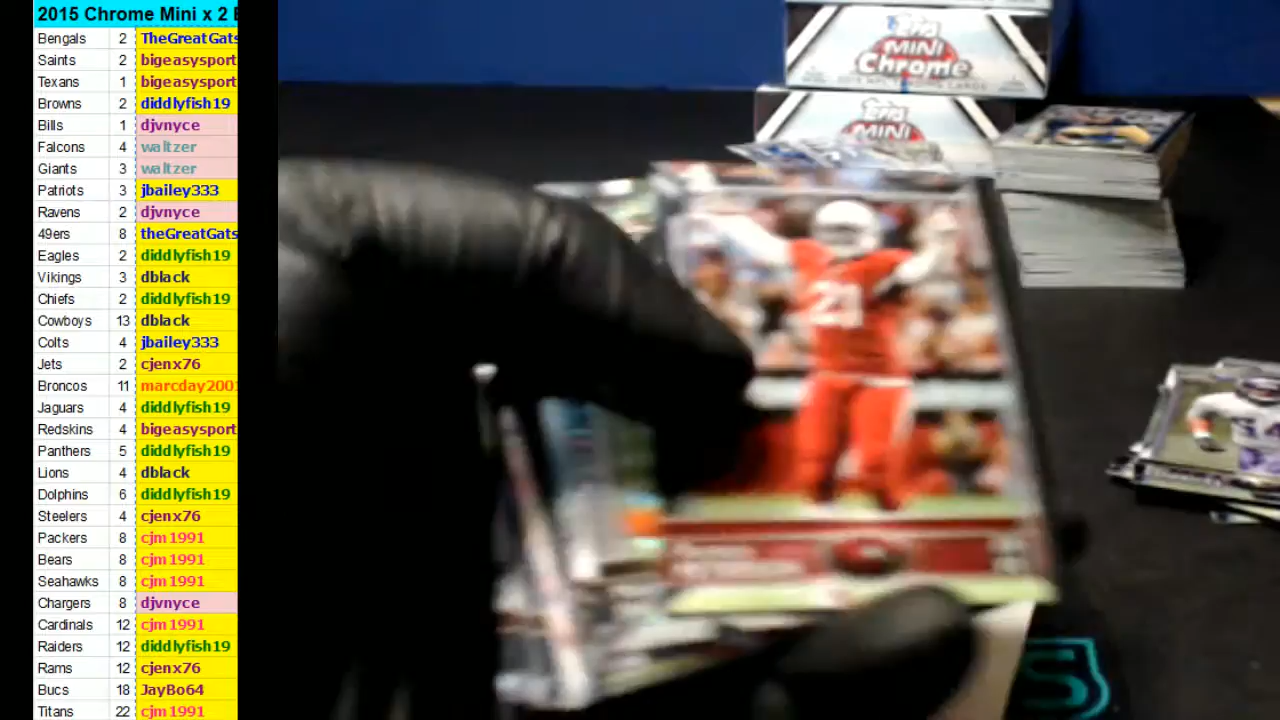 2015 Chrome Mini x 2 B
Bengals 2 TheGreatGats
Saints 2 bigeasysport
Texans 1 bigeasysport
Browns 2 diddlyfish19
Bills 1 djvnyce
Falcons 4 waltzer
Giants 3 waltzer
Patriots 3 jbailey333
Ravens 2 djvnyce
49ers 8 theGreatGats
Eagles 2 diddlyfish19
Vikings 3 dblack
Chiefs 2 diddlyfish19
Cowboys 13 dblack
Colts 4 jbailey333
Jets 2 cjenx76
Broncos 11 marcday2001
Jaguars 4 diddlyfish19
Redskins 4 bigeasysport
Panthers 5 diddlyfish19
Lions 4 dblack
Dolphins 6 diddlyfish19
Steelers 4 cjenx76
Packers 8 cjm1991
Bears 8 cjm1991
Seahawks 8 cjm1991
Chargers 8 djvnyce
Cardinals 12 cjm1991
Raiders 12 diddlyfish19
Rams 12 cjenx76
Bucs 18 JayBo64
Titans 22 cjm1991
Topps
MINI
Chrome
Topps
MINI
21
S